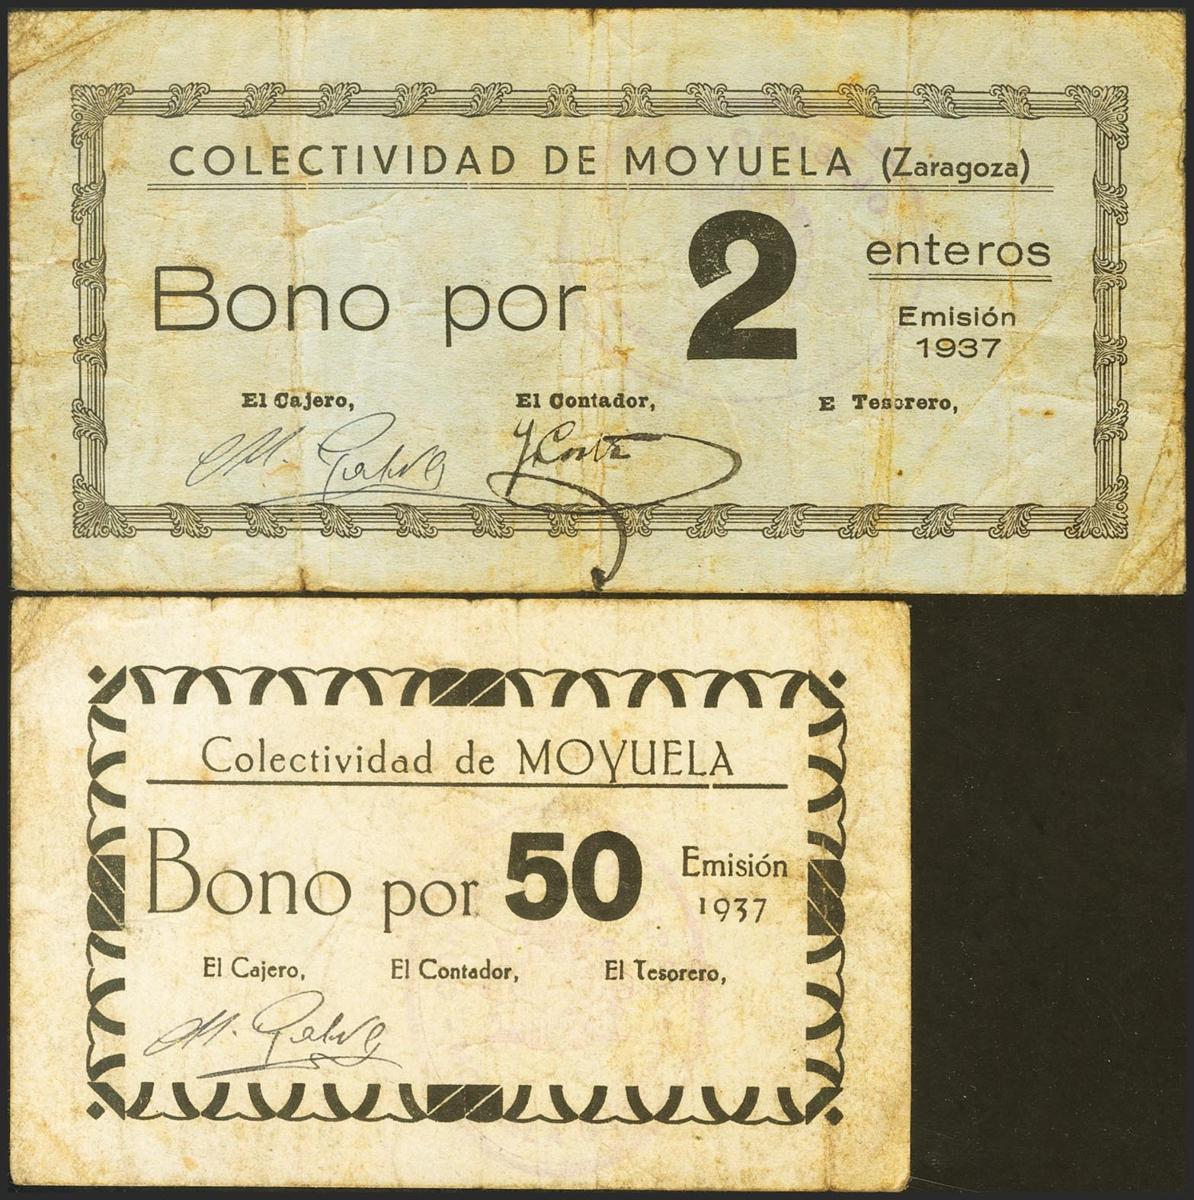 COLECTIVIDAD DE MOYUELA (Zaragoza)
Bono por 2 enteros
Emisión
1937
El Cajero, El Contador, E Tesorero,
Colectividad de MOYUELA
Bono por 50 Emisión
1937
El Cajero, El Contador, El Tesorero,